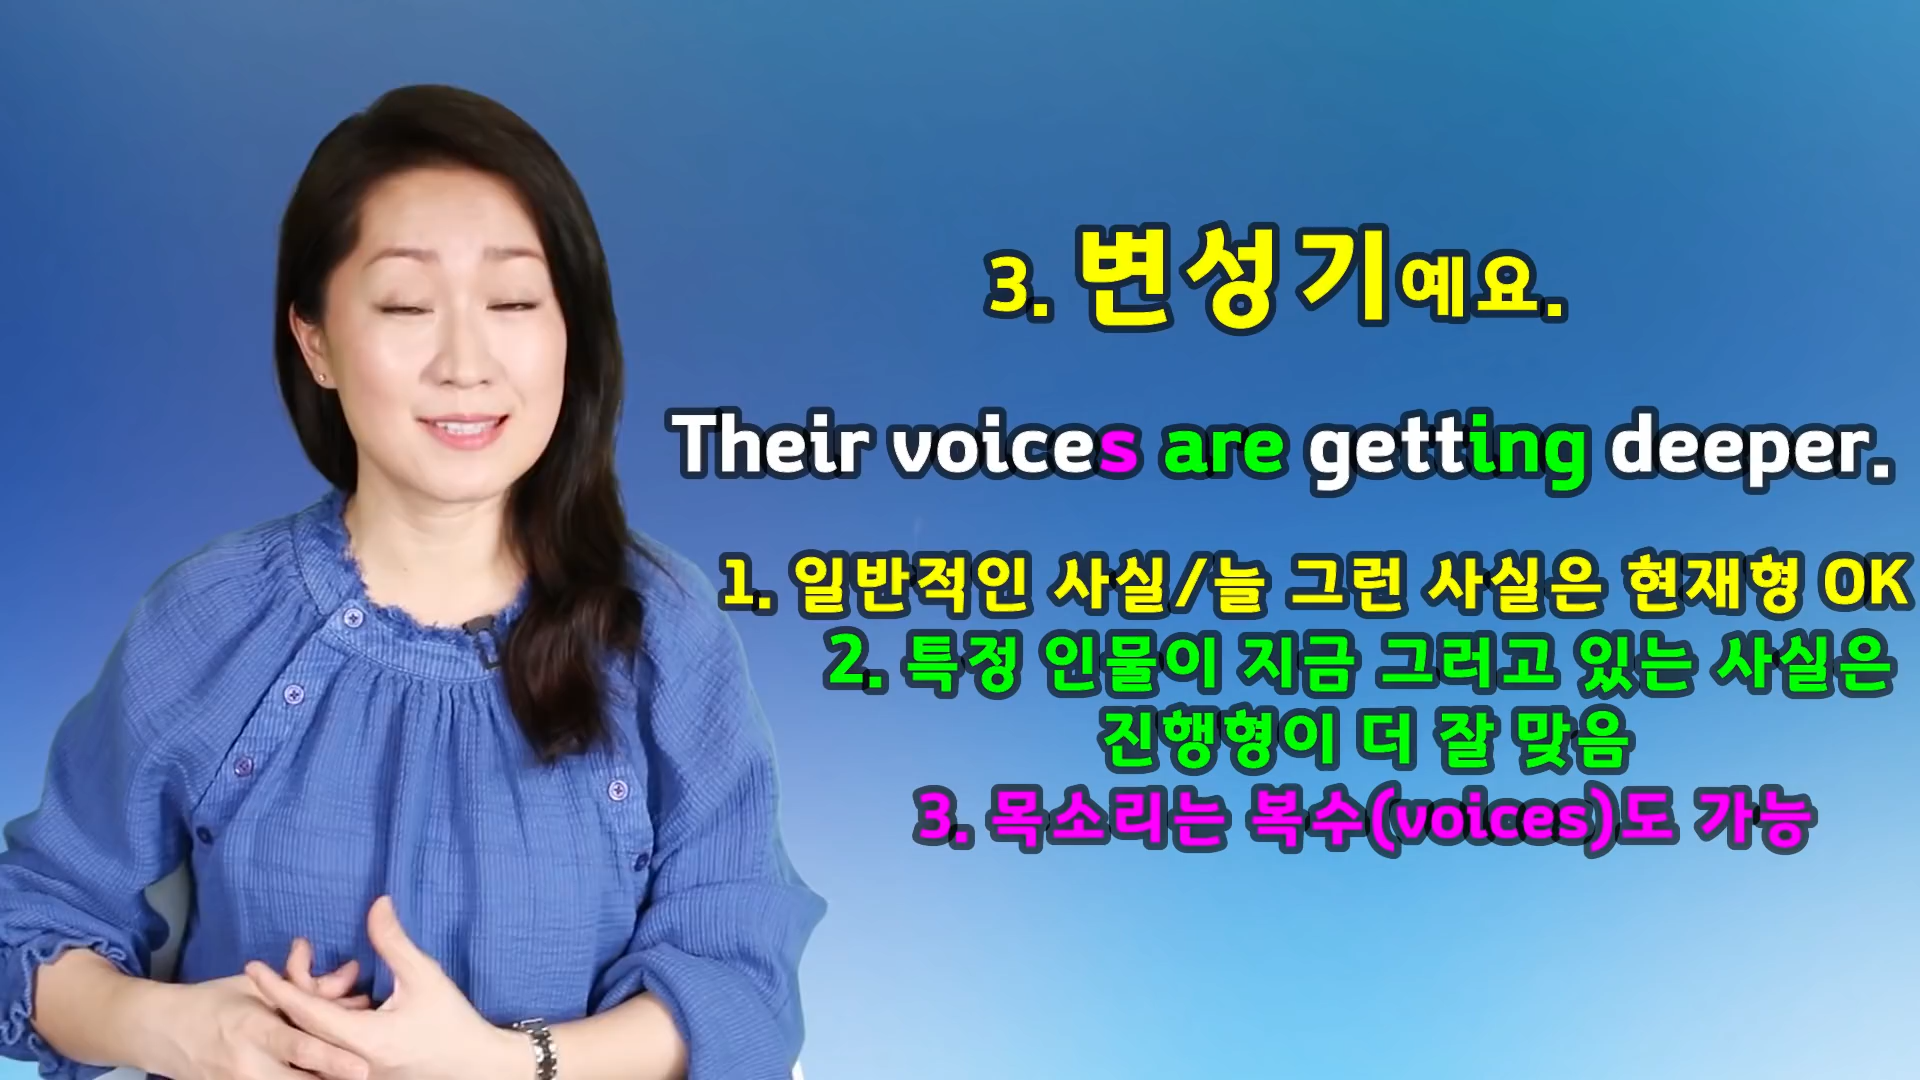 3. 변성기예요.
Their voices are getting deeper.
1. 일반적인 사실/늘 그런 사실은 현재형 OK
2. 특정 인물이 지금 그러고 있는 사실은
진행형이 더 잘 맞음
3. 목소리는 복수(voices)도 가능